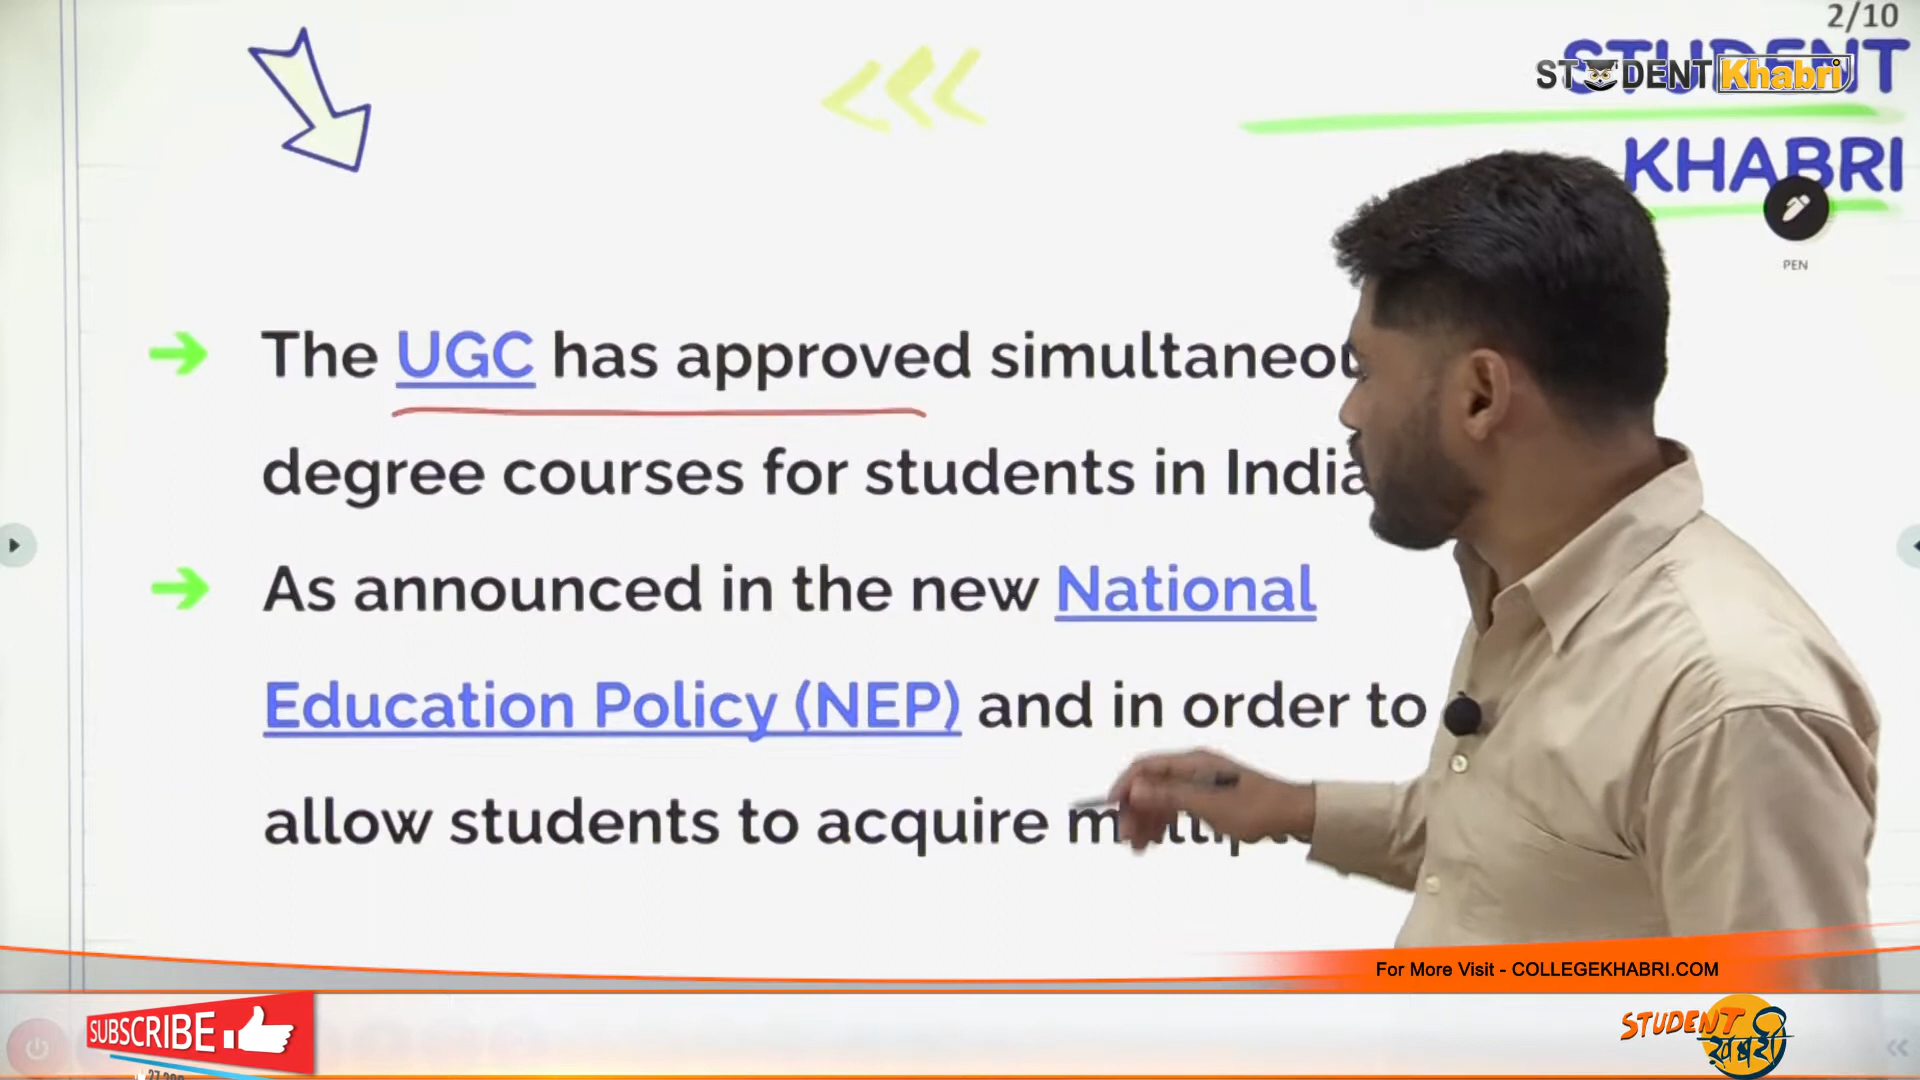 2/10
STUDENT
STUDENT Khabri
KHABRI
PEN
The UGC has approved
degree courses for students in India
As announced in the new National
Education Policy (NEP) and in order to
allow students to acquire
For More Visit - COLLEGEKHABRI.COM
SUBSCRIBE
STUDENT
खबरी